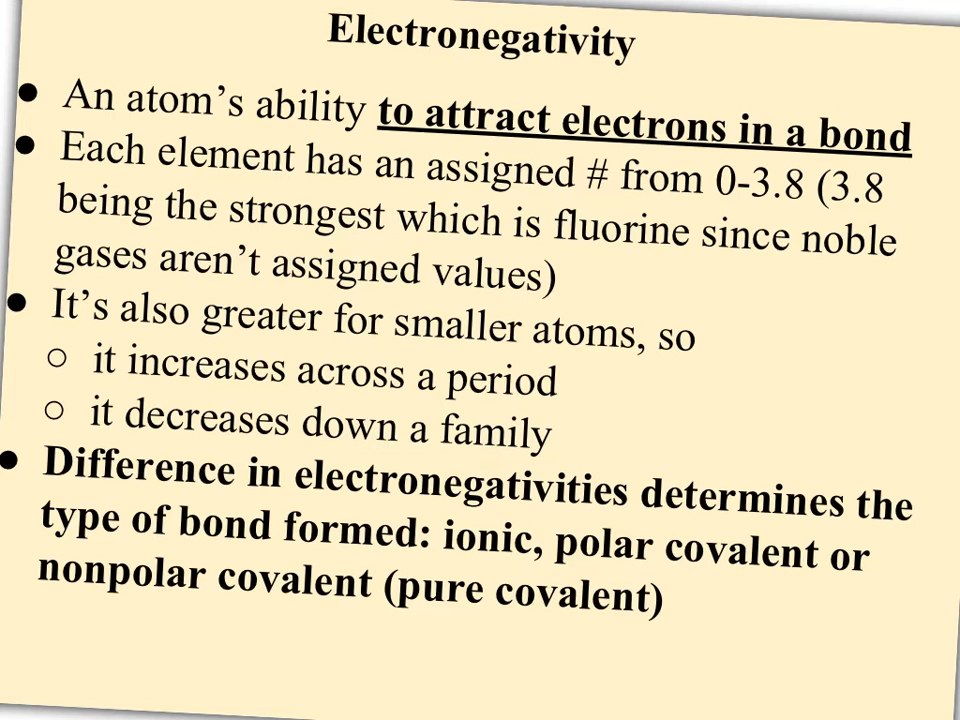 Electronegativity
● An atom’s ability to attract electrons in a bond
● Each element has an assigned # from 0-3.8 (3.8
being the strongest which is fluorine since noble
gases aren’t assigned values)
● It’s also greater for smaller atoms, so
○ it increases across a period
○ it decreases down a family
● Difference in electronegativities determines the
type of bond formed: ionic, polar covalent or
nonpolar covalent (pure covalent)